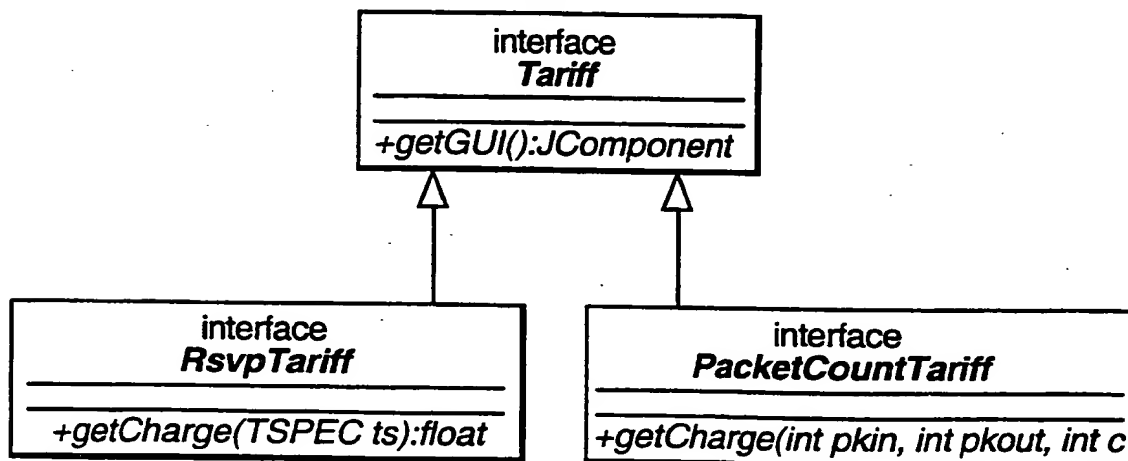 interface
Tariff
+getGUI():JComponent
interface
RsvpTariff
+getCharge(TSPEC ts):float
interface
PacketCountTariff
+getCharge(int pkin, int pkout, int c